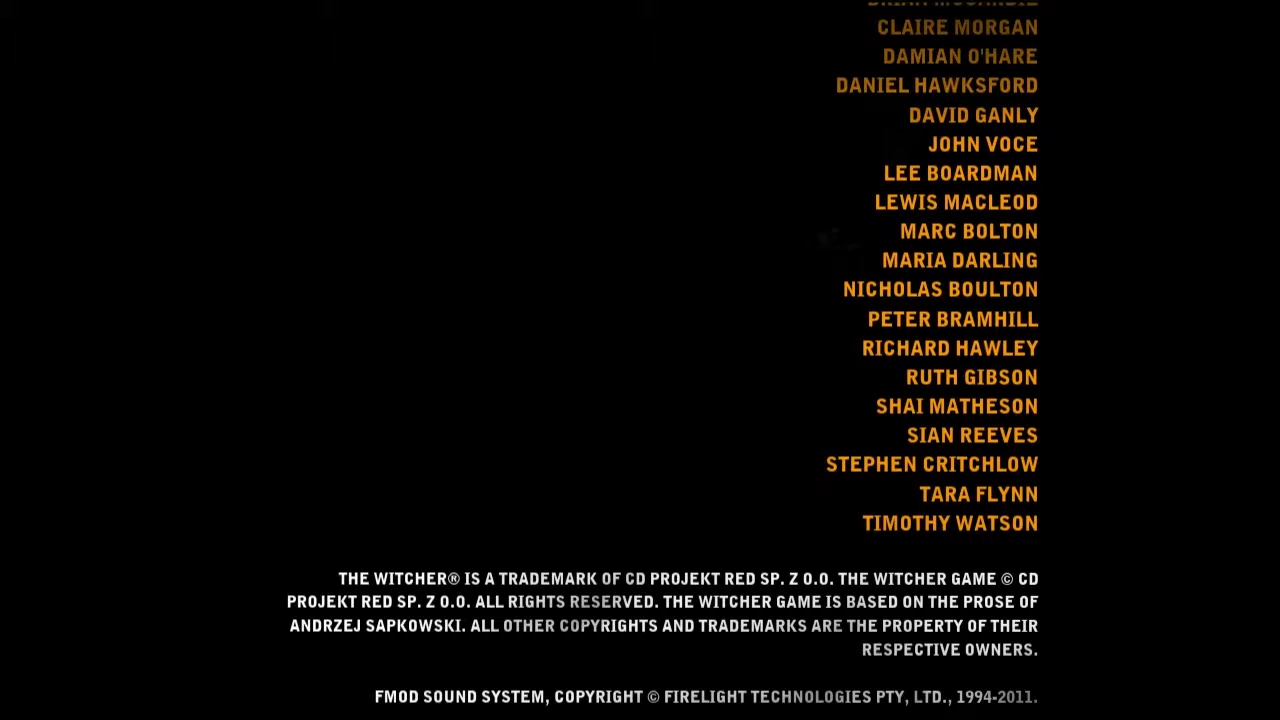 CLAIRE MORGAN
DAMIAN O'HARE
DANIEL HAWKSFORD
DAVID GANLY
JOHN VOCE
LEE BOARDMAN
LEWIS MACLEOD
MARC BOLTON
MARIA DARLING
NICHOLAS BOULTON
PETER BRAMHILL
RICHARD HAWLEY
RUTH GIBSON
SHAI MATHESON
SIAN REEVES
STEPHEN CRITCHLOW
TARA FLYNN
TIMOTHY WATSON
THE WITCHER® IS A TRADEMARK OF CD PROJEKT RED SP. Z O.O. THE WITCHER GAME © CD
PROJEKT RED SP. Z O.O. ALL RIGHTS RESERVED. THE WITCHER GAME IS BASED ON THE PROSE OF
ANDRZEJ SAPKOWSKI. ALL OTHER COPYRIGHTS AND TRADEMARKS ARE THE PROPERTY OF THEIR
RESPECTIVE OWNERS.
FMOD SOUND SYSTEM, COPYRIGHT © FIRELIGHT TECHNOLOGIES PTY, LTD., 1994-2011.